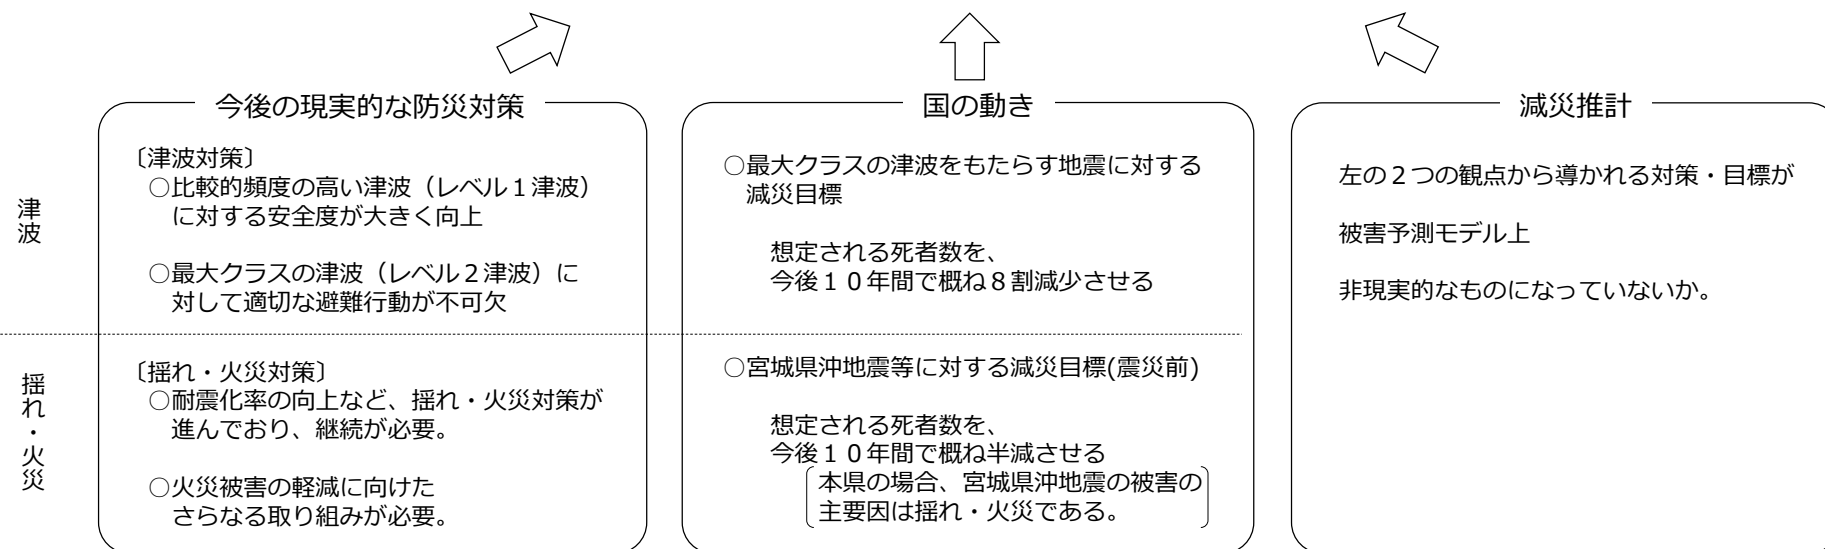 今後の現実的な防災対策
国の動き
減災推計
津波
〔津波対策〕
○比較的頻度の高い津波（レベル１津波）
に対する安全度が大きく向上
○最大クラスの津波（レベル２津波）に
対して適切な避難行動が不可欠
○最大クラスの津波をもたらす地震に対する
減災目標
想定される死者数を、
今後１０年間で概ね８割減少させる
左の２つの観点から導かれる対策・目標が
被害予測モデル上
非現実的なものになっていないか。
揺れ・火災
〔揺れ・火災対策〕
○耐震化率の向上など、揺れ・火災対策が
進んでおり、継続が必要。
○火災被害の軽減に向けた
さらなる取り組みが必要。
○宮城県沖地震等に対する減災目標(震災前)
想定される死者数を、
今後１０年間で概ね半減させる
本県の場合、宮城県沖地震の被害の
主要因は揺れ・火災である。